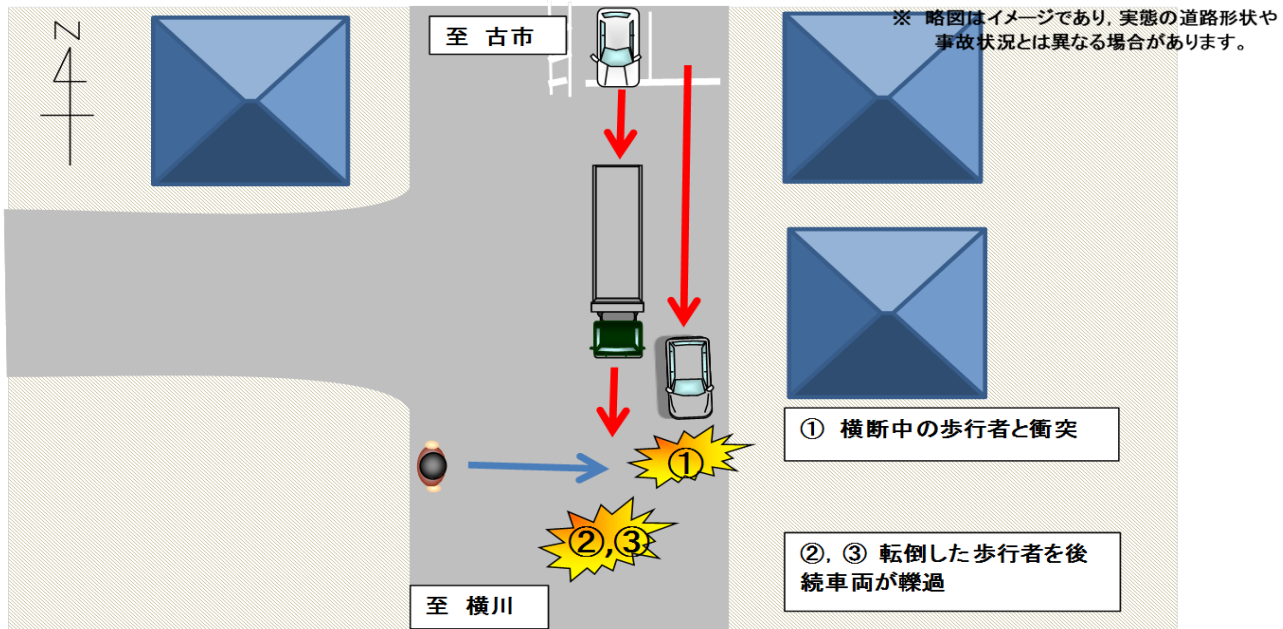 N
至 古市
※ 略図はイメージであり, 実態の道路形状や
事故状況とは異なる場合があります。
① 横断中の歩行者と衝突
①
②,③
②, ③ 転倒した歩行者を後
続車両が轢過
至 横川